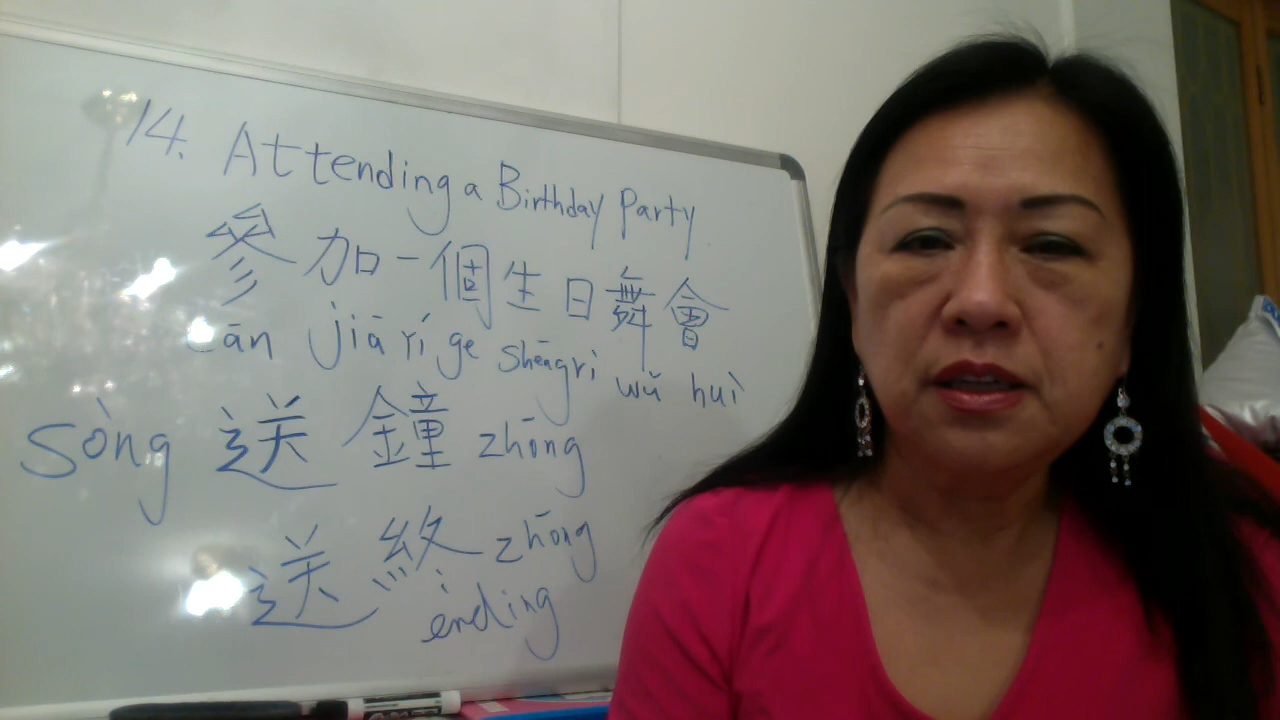 14. Attending a Birthday Party
參加一個生日舞會
cān jiā yí ge shēngrì wǔ huì
sòng 送鐘 zhōng
送終 zhōng
ending